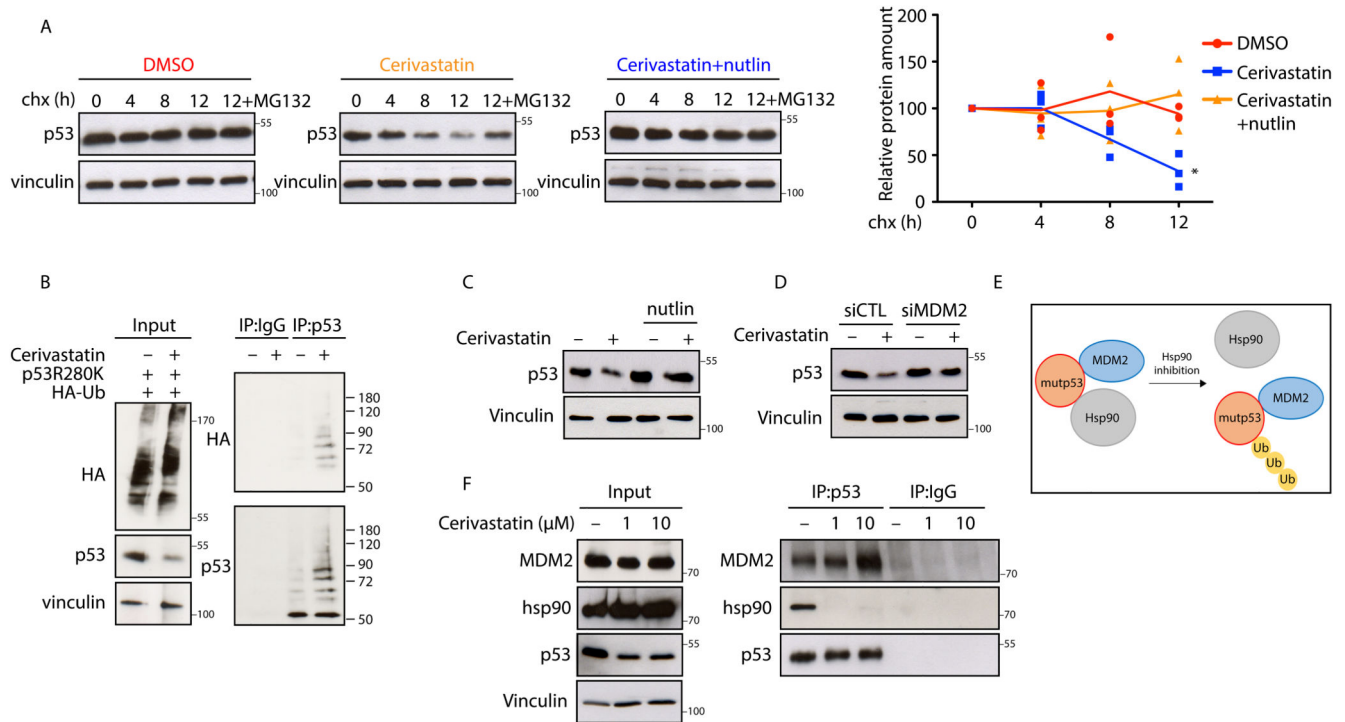 A
DMSO
Cerivastatin
Cerivastatin+nutlin
chx (h) 0 4 8 12 12+MG132 0 4 8 12 12+MG132 0 4 8 12 12+MG132
p53 -55 p53 -55 p53 -55
vinculin -100 vinculin -100 vinculin -100
Relative protein amount
200
150
100
50
0
*
chx (h) 0 4 8 12
DMSO
Cerivastatin
Cerivastatin
+nutlin
B
Input IP:IgG IP:p53
Cerivastatin – + – + – +
p53R280K + +
HA-Ub + +
HA
170
-55
p53
-55
vinculin
-100
HA
180
120
90
72
50
p53
180
120
90
72
50
C
nutlin
Cerivastatin – + – +
p53 -55
Vinculin -100
D
siCTL siMDM2
Cerivastatin – + – +
p53 -55
Vinculin -100
E
mutp53
MDM2
Hsp90
Hsp90
inhibition
Hsp90
mutp53
MDM2
Ub
Ub
Ub
F
Input IP:p53 IP:IgG
Cerivastatin (μM) – 1 10 – 1 10 – 1 10
MDM2 -70 MDM2 -70
hsp90 -70 hsp90 -70
p53 -55 p53 -55
Vinculin -100